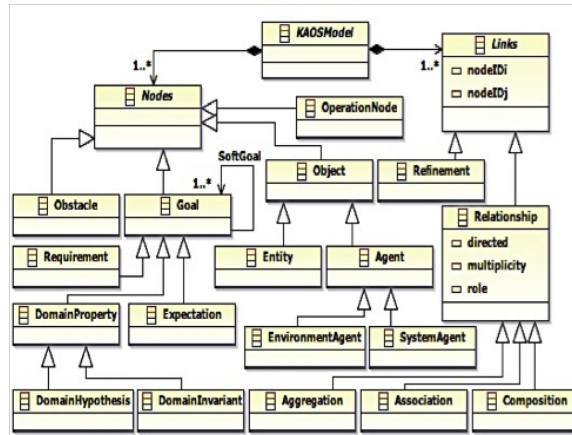 KAOSModel
Links
1..*
1..*
nodeIDi
nodeIDj
Nodes
OperationNode
SoftGoal
1..*
Object
Refinement
Obstacle
Goal
Relationship
directed
multiplicity
role
Requirement
Entity
Agent
DomainProperty
Expectation
EnvironmentAgent
SystemAgent
DomainHypothesis
DomainInvariant
Aggregation
Association
Composition